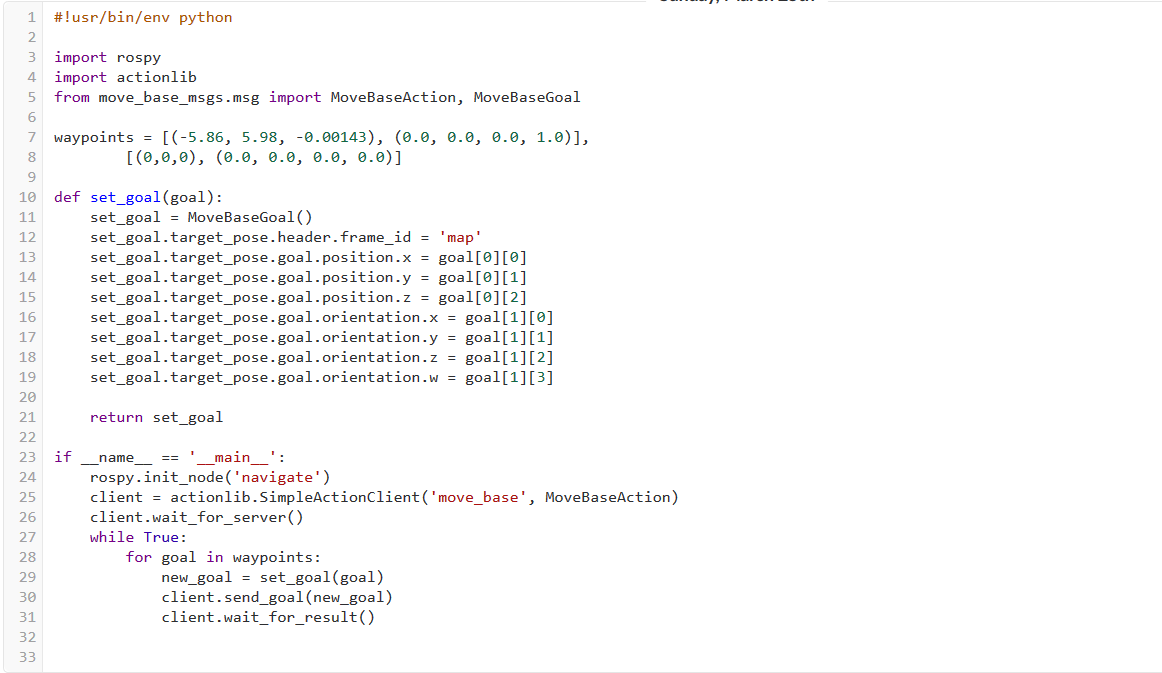 1 #!usr/bin/env python
2
3 import rospy
4 import actionlib
5 from move_base_msgs.msg import MoveBaseAction, MoveBaseGoal
6
7 waypoints = [(-5.86, 5.98, -0.00143), (0.0, 0.0, 0.0, 1.0)],
8         [(0,0,0), (0.0, 0.0, 0.0, 0.0)]
9
10 def set_goal(goal):
11     set_goal = MoveBaseGoal()
12     set_goal.target_pose.header.frame_id = 'map'
13     set_goal.target_pose.goal.position.x = goal[0][0]
14     set_goal.target_pose.goal.position.y = goal[0][1]
15     set_goal.target_pose.goal.position.z = goal[0][2]
16     set_goal.target_pose.goal.orientation.x = goal[1][0]
17     set_goal.target_pose.goal.orientation.y = goal[1][1]
18     set_goal.target_pose.goal.orientation.z = goal[1][2]
19     set_goal.target_pose.goal.orientation.w = goal[1][3]
20
21     return set_goal
22
23 if __name__ == '__main__':
24     rospy.init_node('navigate')
25     client = actionlib.SimpleActionClient('move_base', MoveBaseAction)
26     client.wait_for_server()
27     while True:
28         for goal in waypoints:
29             new_goal = set_goal(goal)
30             client.send_goal(new_goal)
31             client.wait_for_result()
32
33